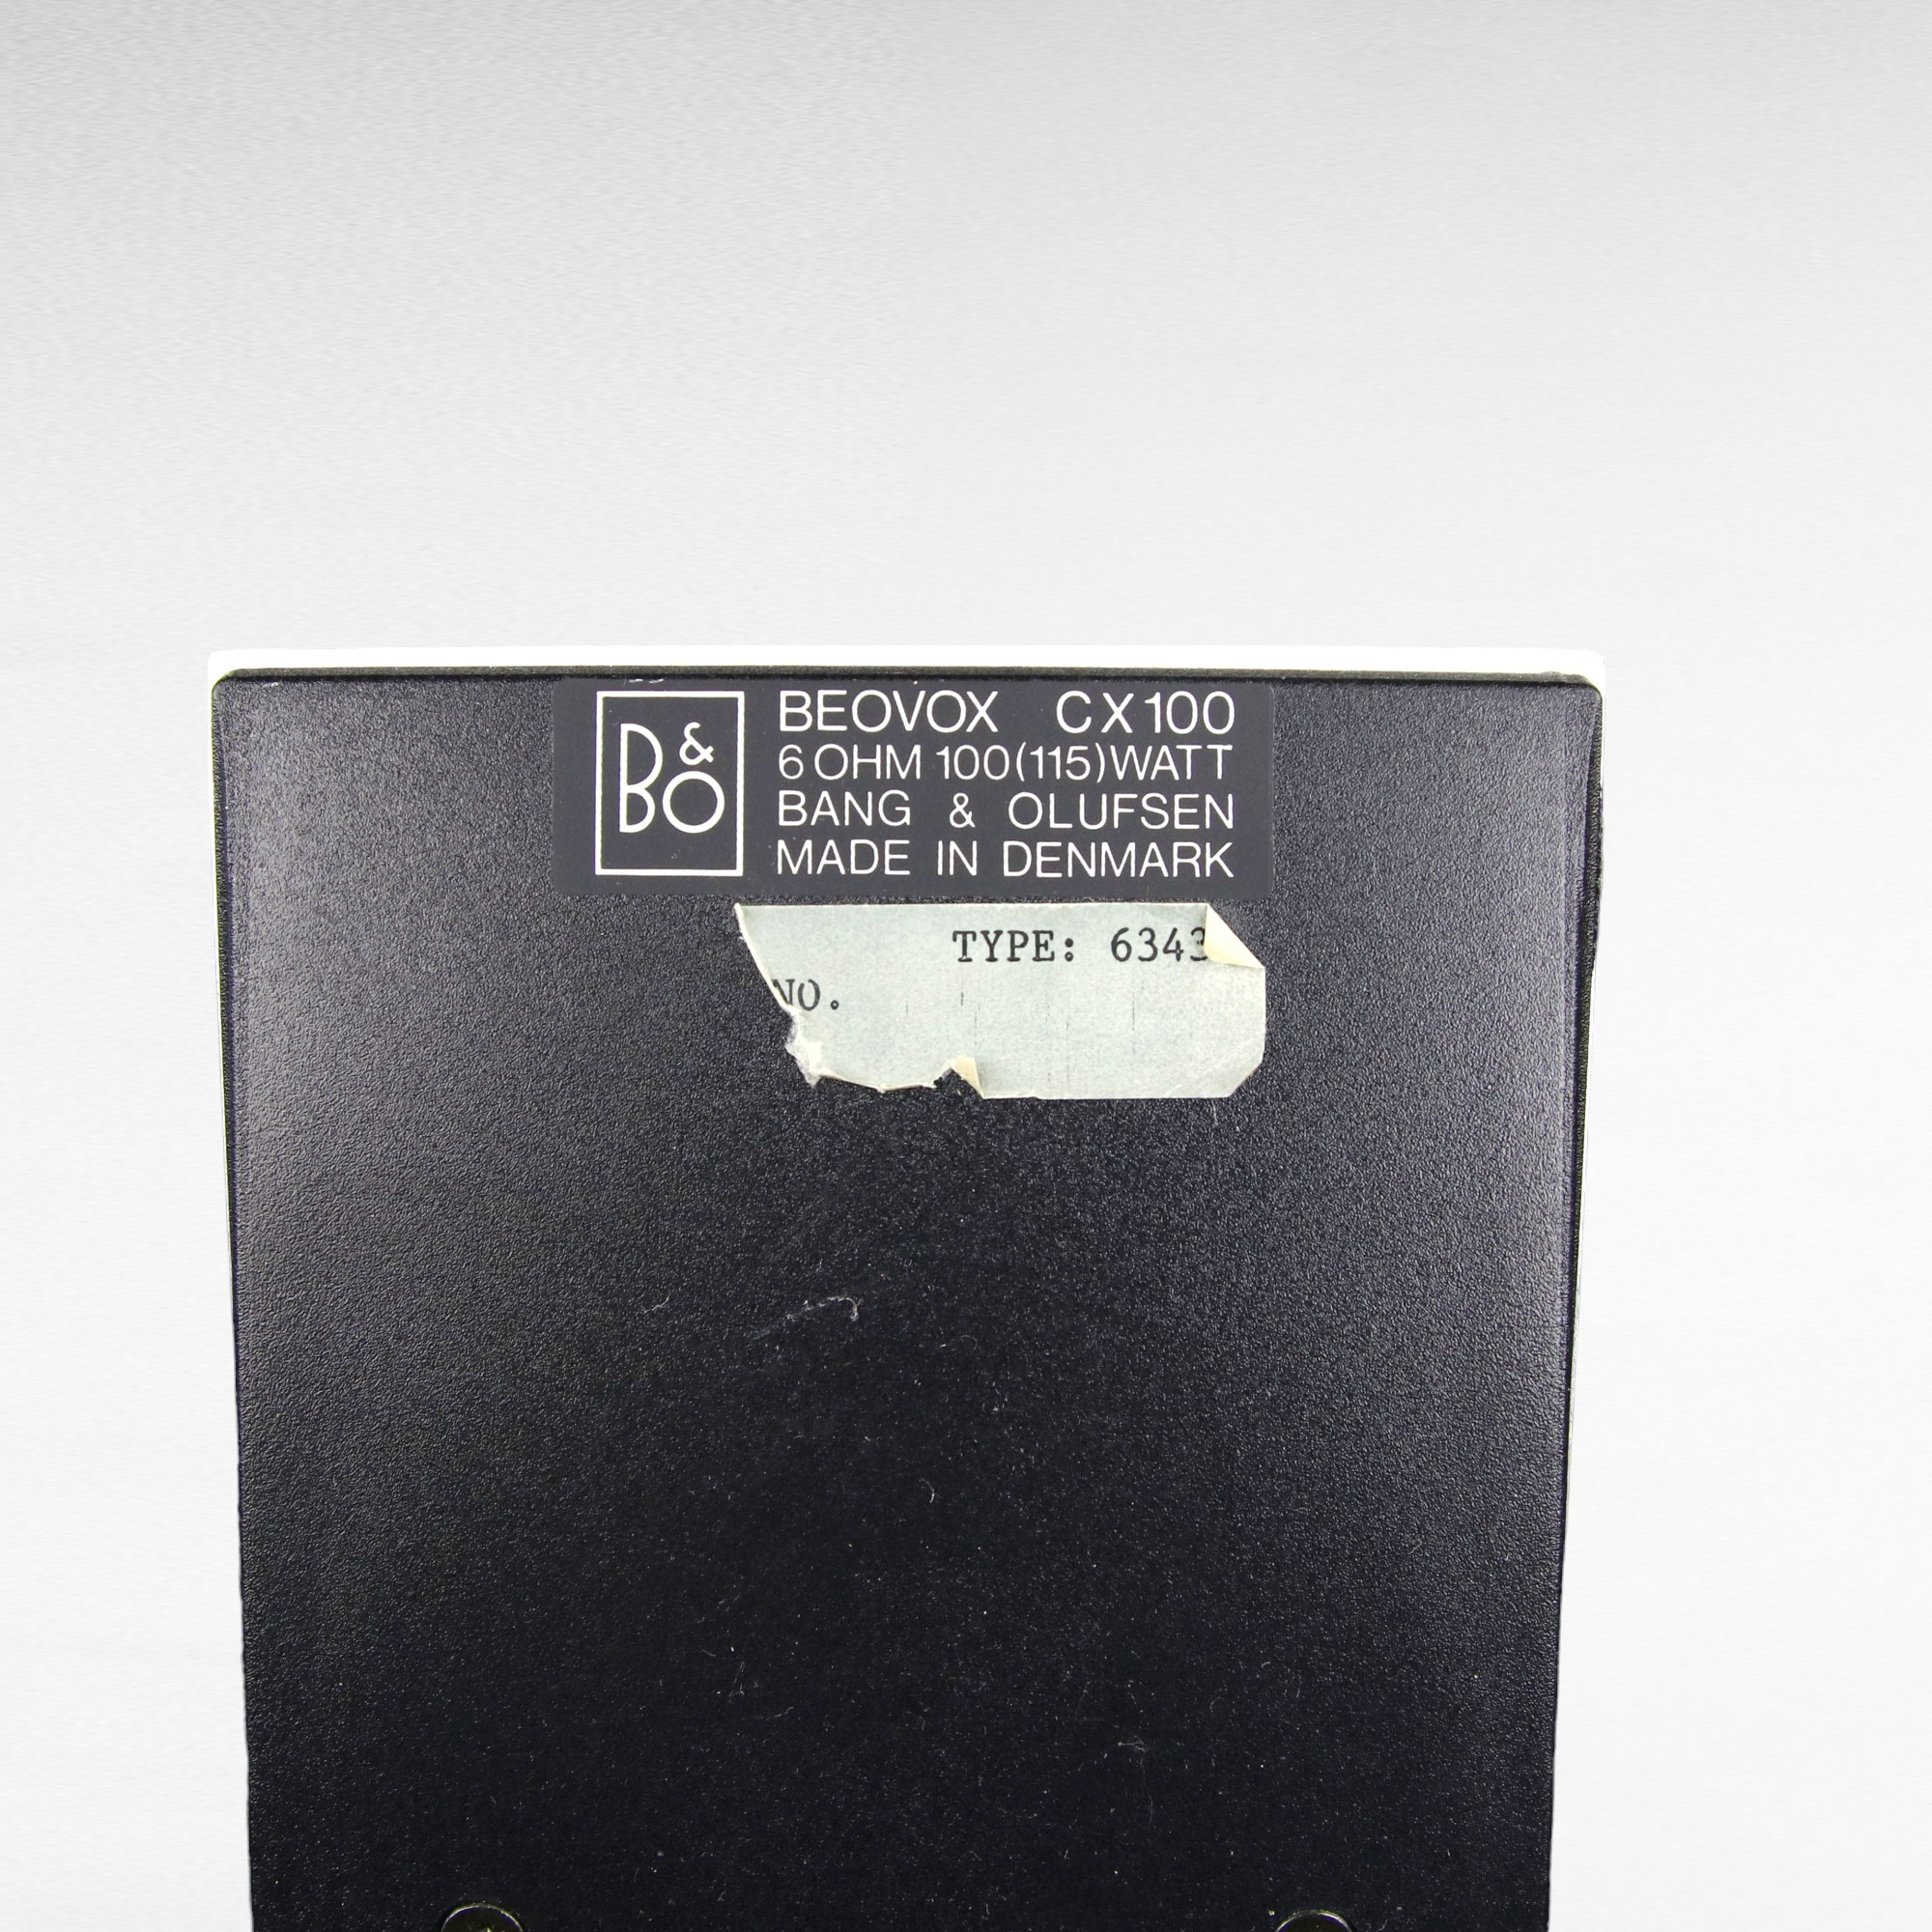 B&O
BEOVOX CX100
6 OHM 100(115)WATT
BANG & OLUFSEN
MADE IN DENMARK
TYPE: 6343
NO.